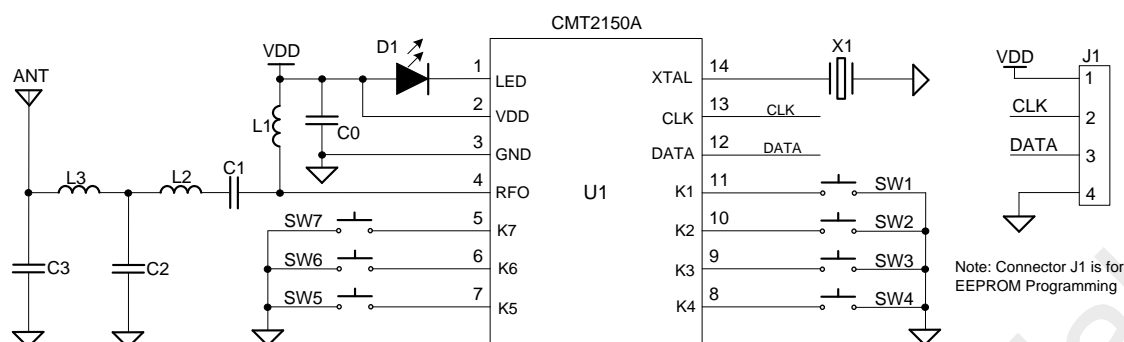 CMT2150A
ANT
VDD
D1
L1
C0
L3
L2
C1
C3
C2
1
LED
2
VDD
3
GND
4
RFO
SW7
5
K7
SW6
6
K6
SW5
7
K5
U1
X1
XTAL
14
CLK
13
CLK
DATA
12
DATA
K1
11
SW1
K2
10
SW2
K3
9
SW3
K4
8
SW4
J1
VDD
1
CLK
2
DATA
3
4
Note: Connector J1 is for
EEPROM Programming